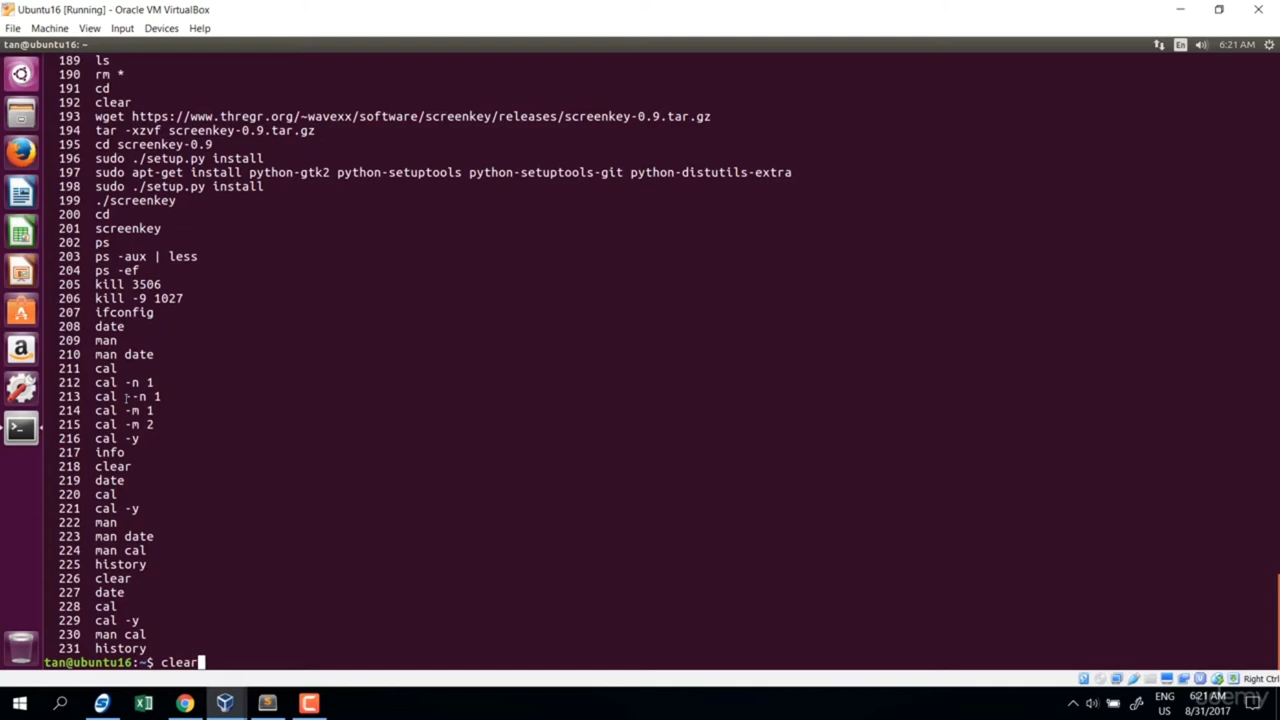 Ubuntu16 [Running] - Oracle VM VirtualBox
File Machine View Input Devices Help
tan@ubuntu16: ~ En 6:21 AM
189 ls
190 rm *
191 cd
192 clear
193 wget https://www.thregr.org/~wavexx/software/screenkey/releases/screenkey-0.9.tar.gz
194 tar -xzvf screenkey-0.9.tar.gz
195 cd screenkey-0.9
196 sudo ./setup.py install
197 sudo apt-get install python-gtk2 python-setuptools python-setuptools-git python-distutils-extra
198 sudo ./setup.py install
199 ./screenkey
200 cd
201 screenkey
202 ps
203 ps -aux | less
204 ps -ef
205 kill 3506
206 kill -9 1027
207 ifconfig
208 date
209 man
210 man date
211 cal
212 cal -n 1
213 cal --n 1
214 cal -m 1
215 cal -m 2
216 cal -y
217 info
218 clear
219 date
220 cal
221 cal -y
222 man
223 man date
224 man cal
225 history
226 clear
227 date
228 cal
229 cal -y
230 man cal
231 history
tan@ubuntu16:~$ clear
Right Ctrl
ENG 6:21 AM
US 8/31/2017
udemy